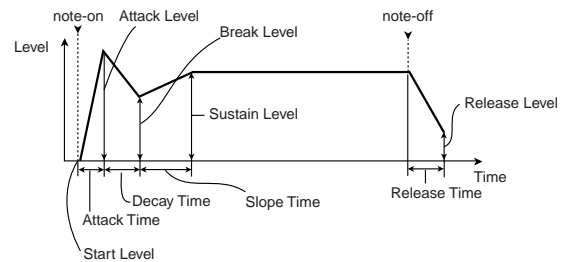 note-on
Attack Level
note-off
Break Level
Level
Release Level
Sustain Level
Time
Decay Time
Slope Time
Release Time
Attack Time
Start Level